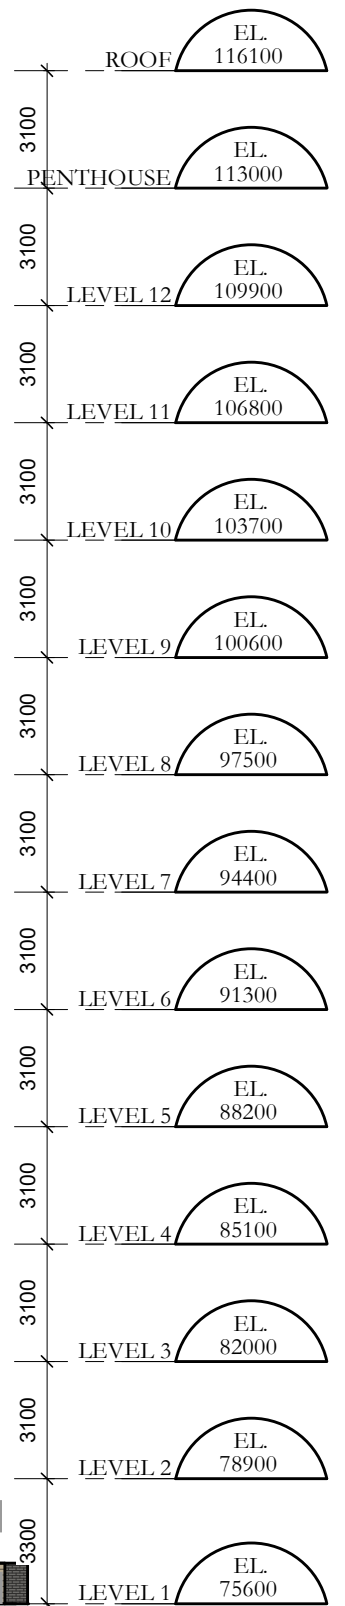 EL.
ROOF 116100
3100
EL.
PENTHOUSE 113000
3100
EL.
LEVEL 12 109900
3100
EL.
LEVEL 11 106800
3100
EL.
LEVEL 10 103700
3100
EL.
LEVEL 9 100600
3100
EL.
LEVEL 8 97500
3100
EL.
LEVEL 7 94400
3100
EL.
LEVEL 6 91300
3100
EL.
LEVEL 5 88200
3100
EL.
LEVEL 4 85100
3100
EL.
LEVEL 3 82000
3100
EL.
LEVEL 2 78900
3300
EL.
LEVEL 1 75600